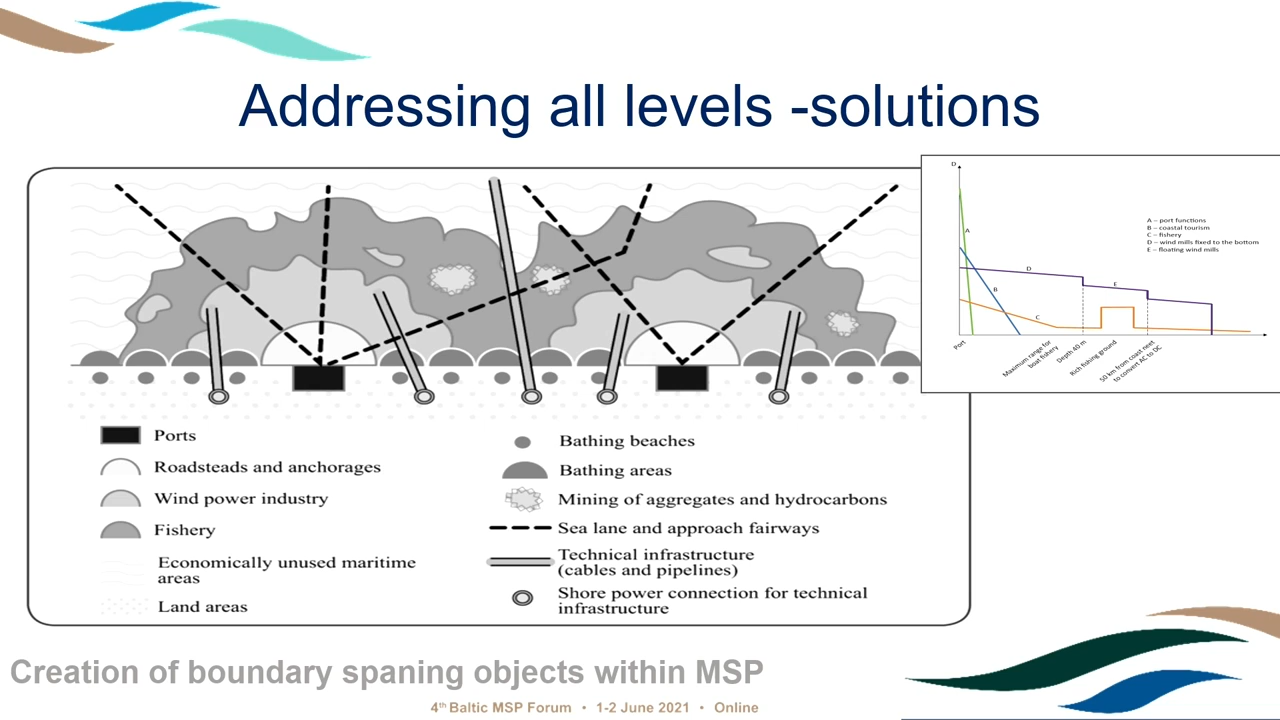 Addressing all levels -solutions
D
A
B
C
D
E
A – port functions
B – coastal tourism
C – fishery
D – wind mills fixed to the bottom
E – floating wind mills
Port
Maximum range for
boat fishery
Depth 40 m
Rich fishing ground
50 km from coast neet
to convert AC to DC
Ports
Roadsteads and anchorages
Wind power industry
Fishery
Economically unused maritime
areas
Land areas
Bathing beaches
Bathing areas
Mining of aggregates and hydrocarbons
Sea lane and approach fairways
Technical infrastructure
(cables and pipelines)
Shore power connection for technical
infrastructure
Creation of boundary spaning objects within MSP
4th Baltic MSP Forum • 1-2 June 2021 • Online